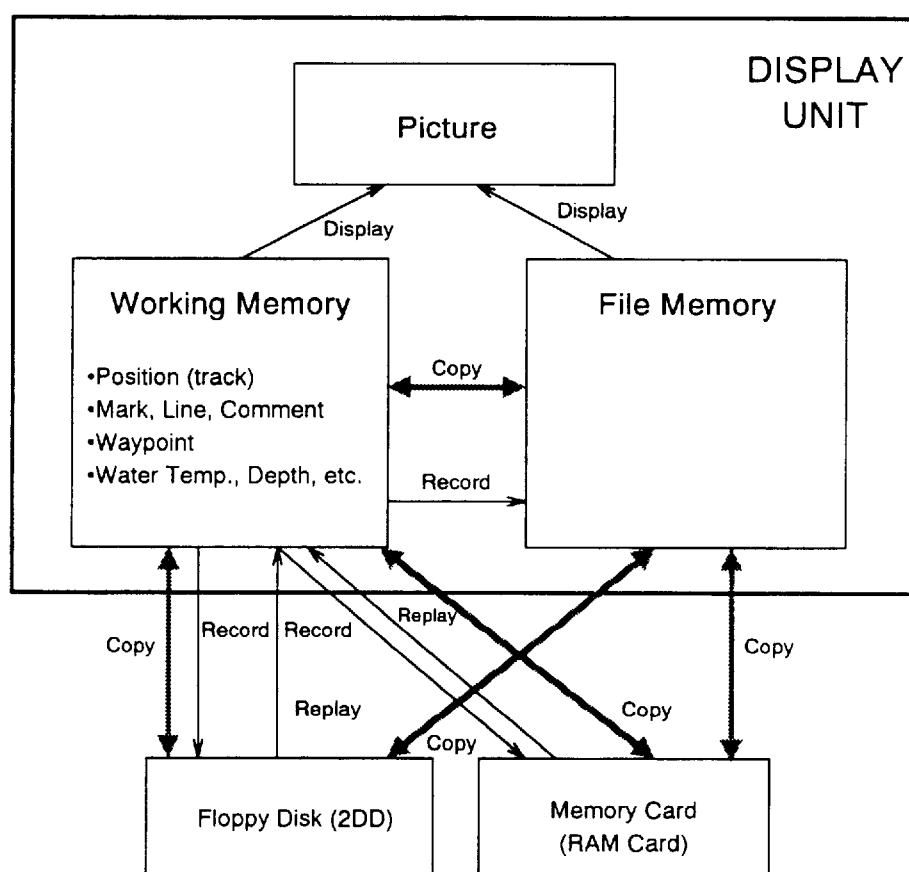 DISPLAY
UNIT
Picture
Display
Display
Working Memory
•Position (track)
•Mark, Line, Comment
•Waypoint
•Water Temp., Depth, etc.
File Memory
Copy
Record
Copy
Record
Record
Replay
Copy
Replay
Copy
Copy
Floppy Disk (2DD)
Memory Card
(RAM Card)